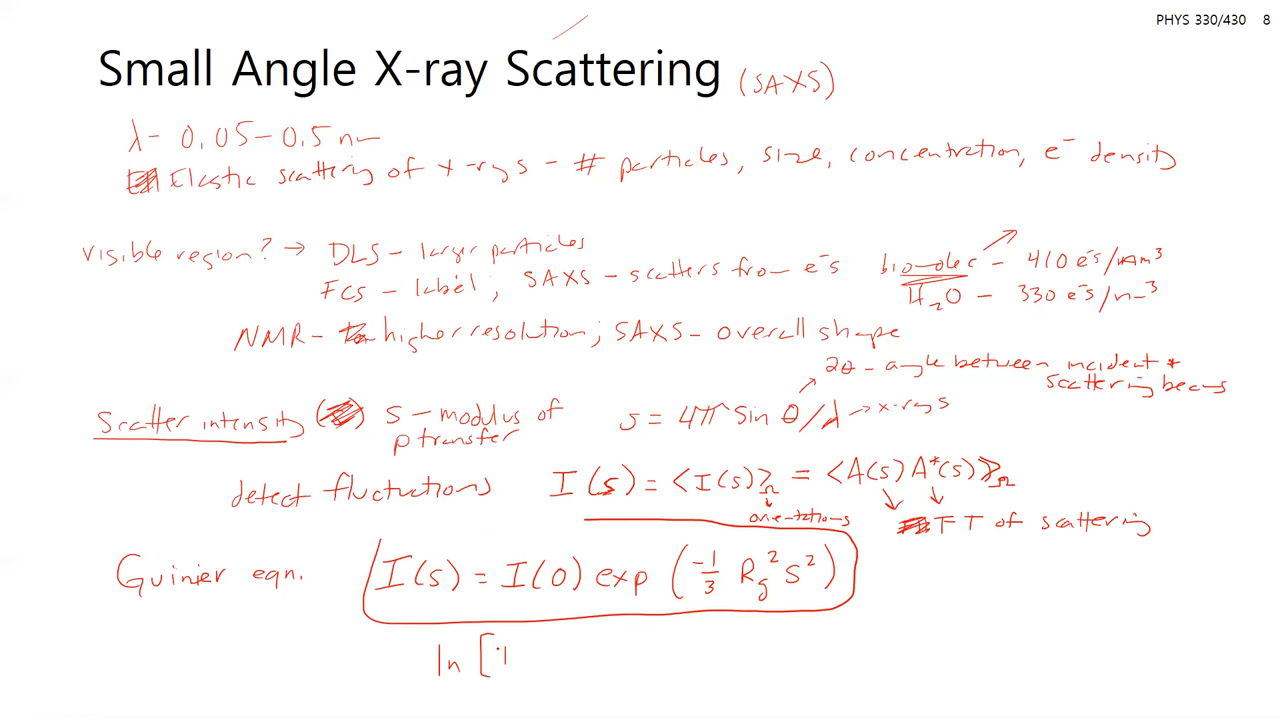 PHYS 330/430 8
Small Angle X-ray Scattering (SAXS)
λ - 0.05 - 0.5 nm
Elastic scattering of x-rays - # particles, size, concentration, e⁻ density
visible region? → DLS - larger particles
FCS - label; SAXS - scatters from e⁻s
biomolec - 410 e⁻s/nm³
H₂O - 330 e⁻s/nm³
NMR - higher resolution; SAXS - overall shape
2θ - angle between incident +
scattering beams
Scatter intensity s - modulus of
p transfer
s = 4π sin θ/λ → x-rays
detect fluctuations I(s) = <I(s)>_Ω = <A(s) A*(s)>_Ω
orientations
FT of scattering
Guinier eqn. I(s) = I(0) exp (-1/3 R_g² s²)
ln [